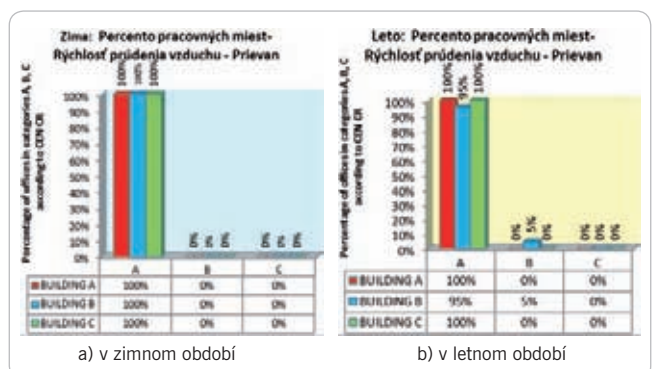 Zima: Percento pracovných miest-
Rýchlosť prúdenia vzduchu - Prievan
Percentage of offices in categories A, B, C
according to CEN CR
100%
90%
80%
70%
60%
50%
40%
30%
20%
10%
0%
100% 100% 100%
0% 0% 0%
0% 0% 0%
A B C
BUILDING A 100% 0% 0%
BUILDING B 100% 0% 0%
BUILDING C 100% 0% 0%
a) v zimnom období
Leto: Percento pracovných miest-
Rýchlosť prúdenia vzduchu - Prievan
Percentage of offices in categories A, B, C
according to CEN CR
100%
90%
80%
70%
60%
50%
40%
30%
20%
10%
0%
100% 95% 100%
0% 5% 0%
0% 0% 0%
A B C
BUILDING A 100% 0% 0%
BUILDING B 95% 5% 0%
BUILDING C 100% 0% 0%
b) v letnom období